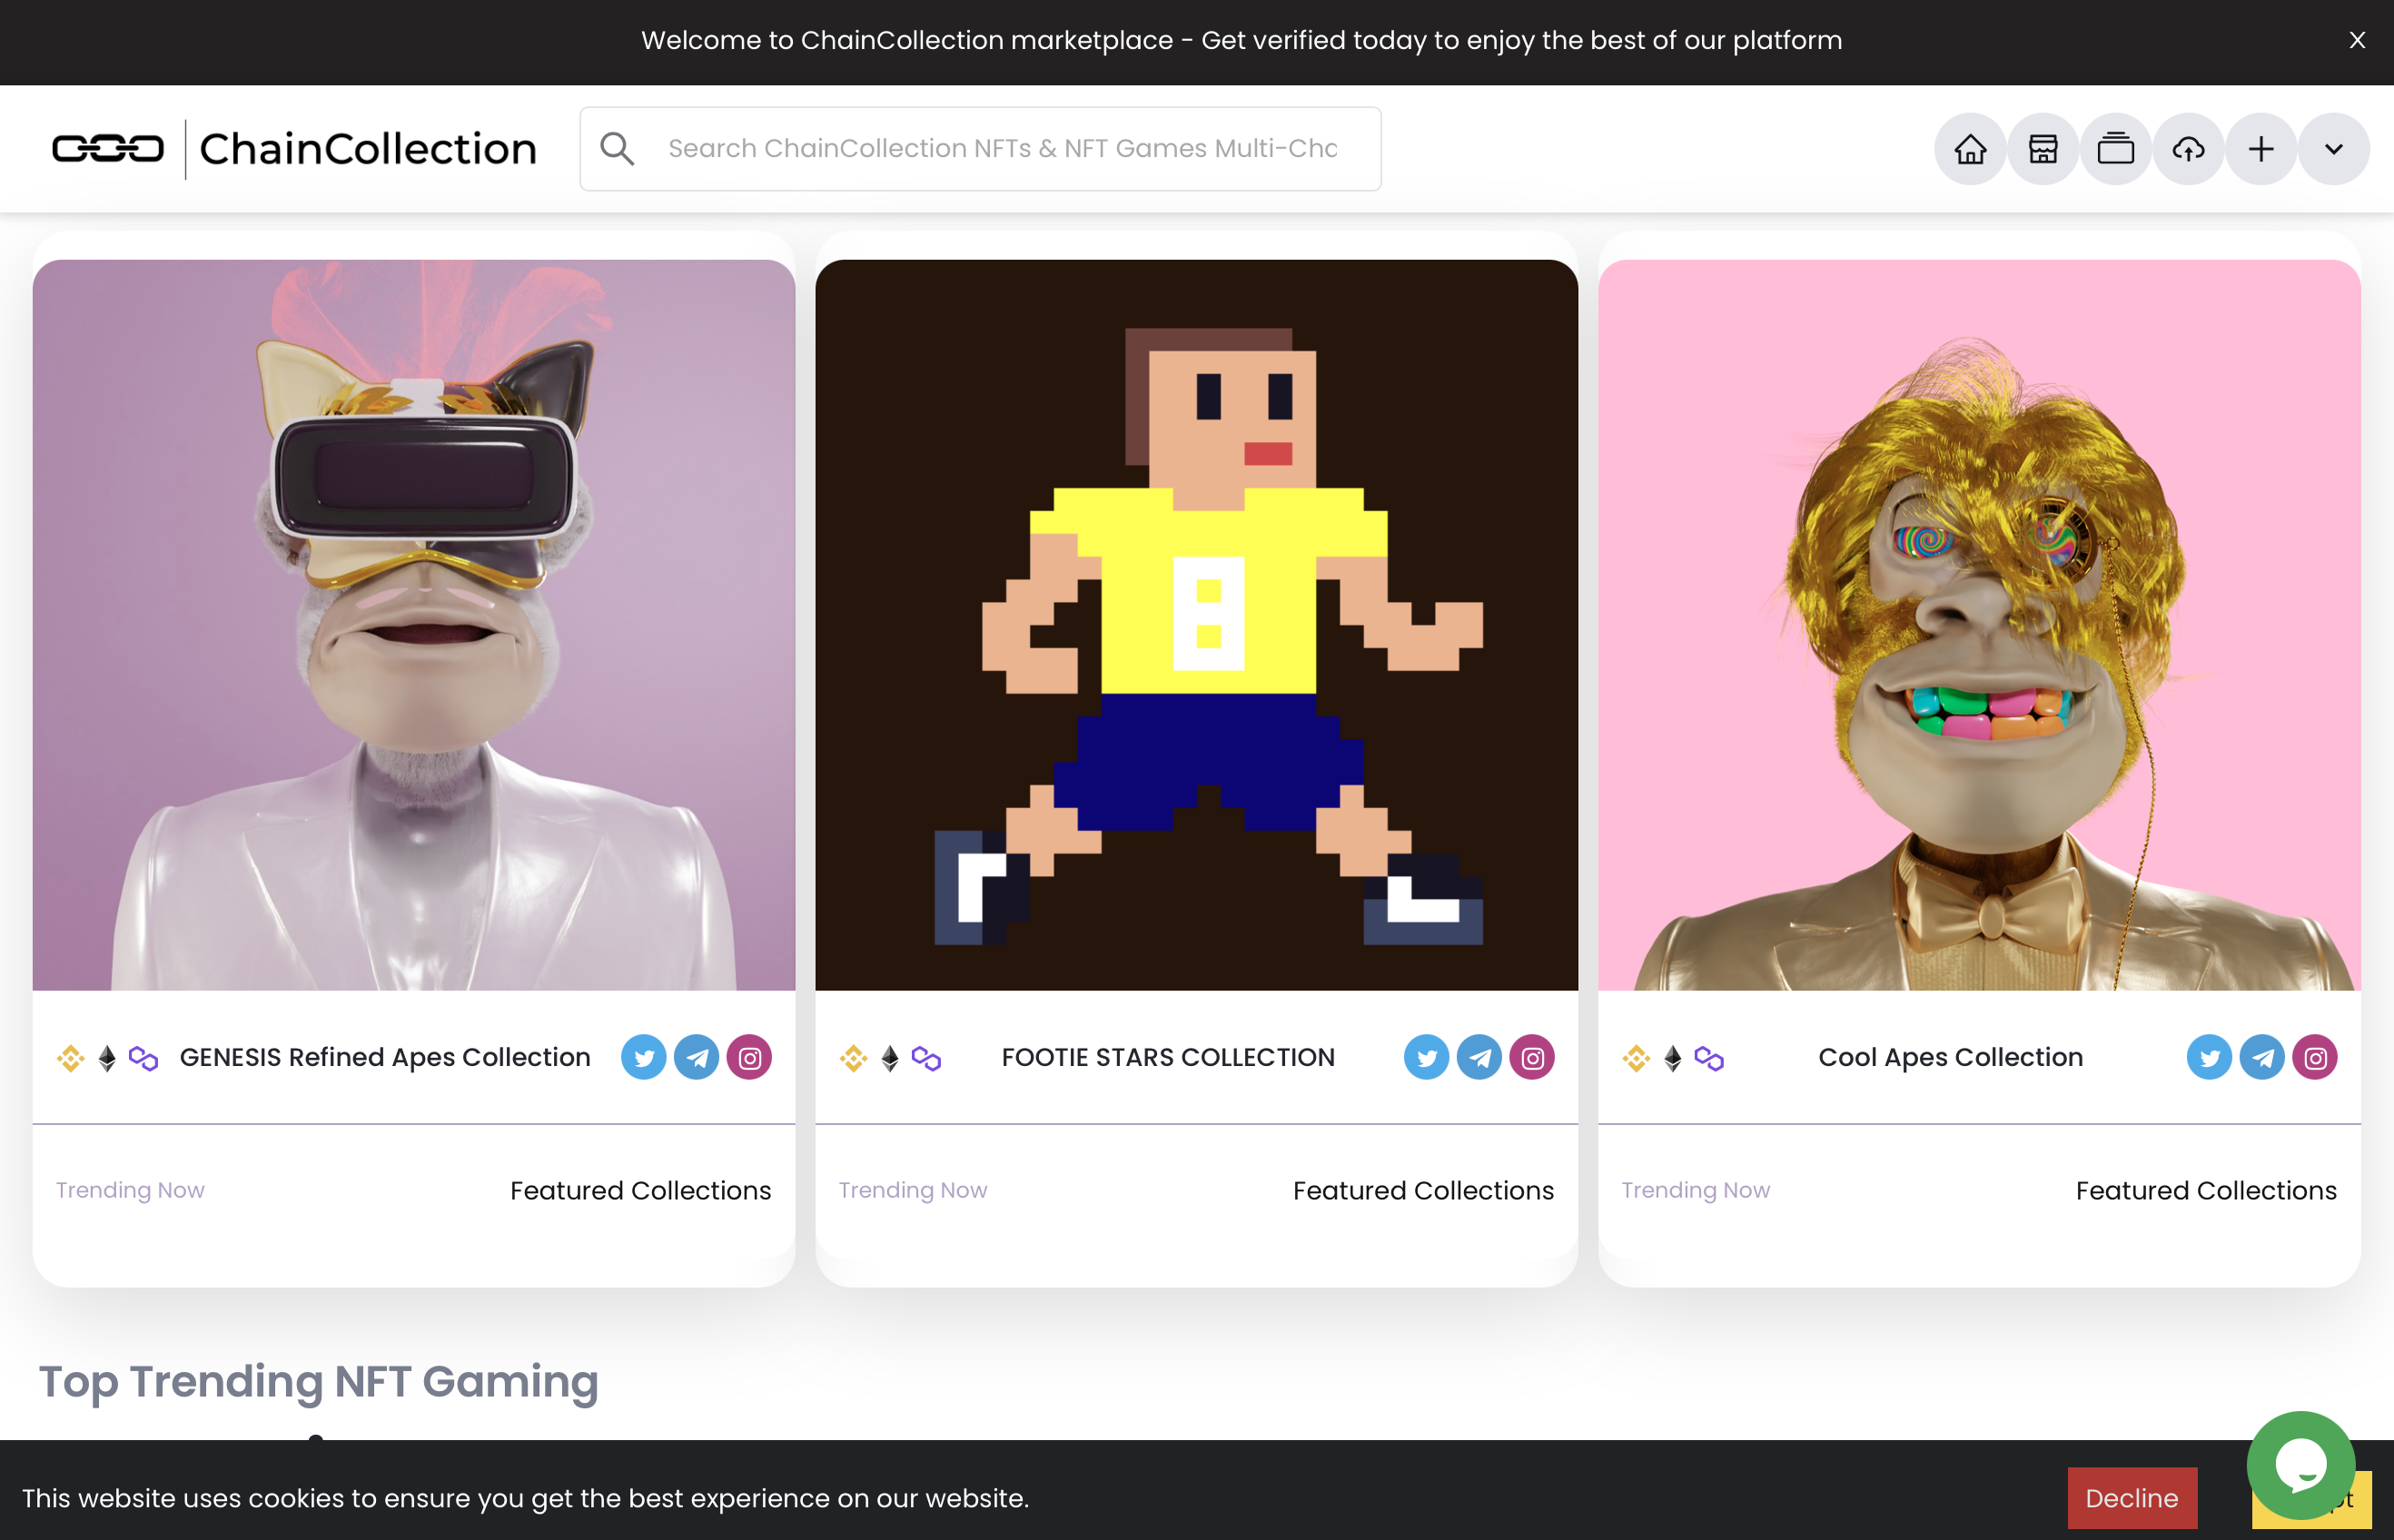 Welcome to ChainCollection marketplace - Get verified today to enjoy the best of our platform
X
ChainCollection
Search ChainCollection NFTs & NFT Games Multi-Cha
8
GENESIS Refined Apes Collection
FOOTIE STARS COLLECTION
Cool Apes Collection
Trending Now
Featured Collections
Trending Now
Featured Collections
Trending Now
Featured Collections
Top Trending NFT Gaming
This website uses cookies to ensure you get the best experience on our website.
Decline